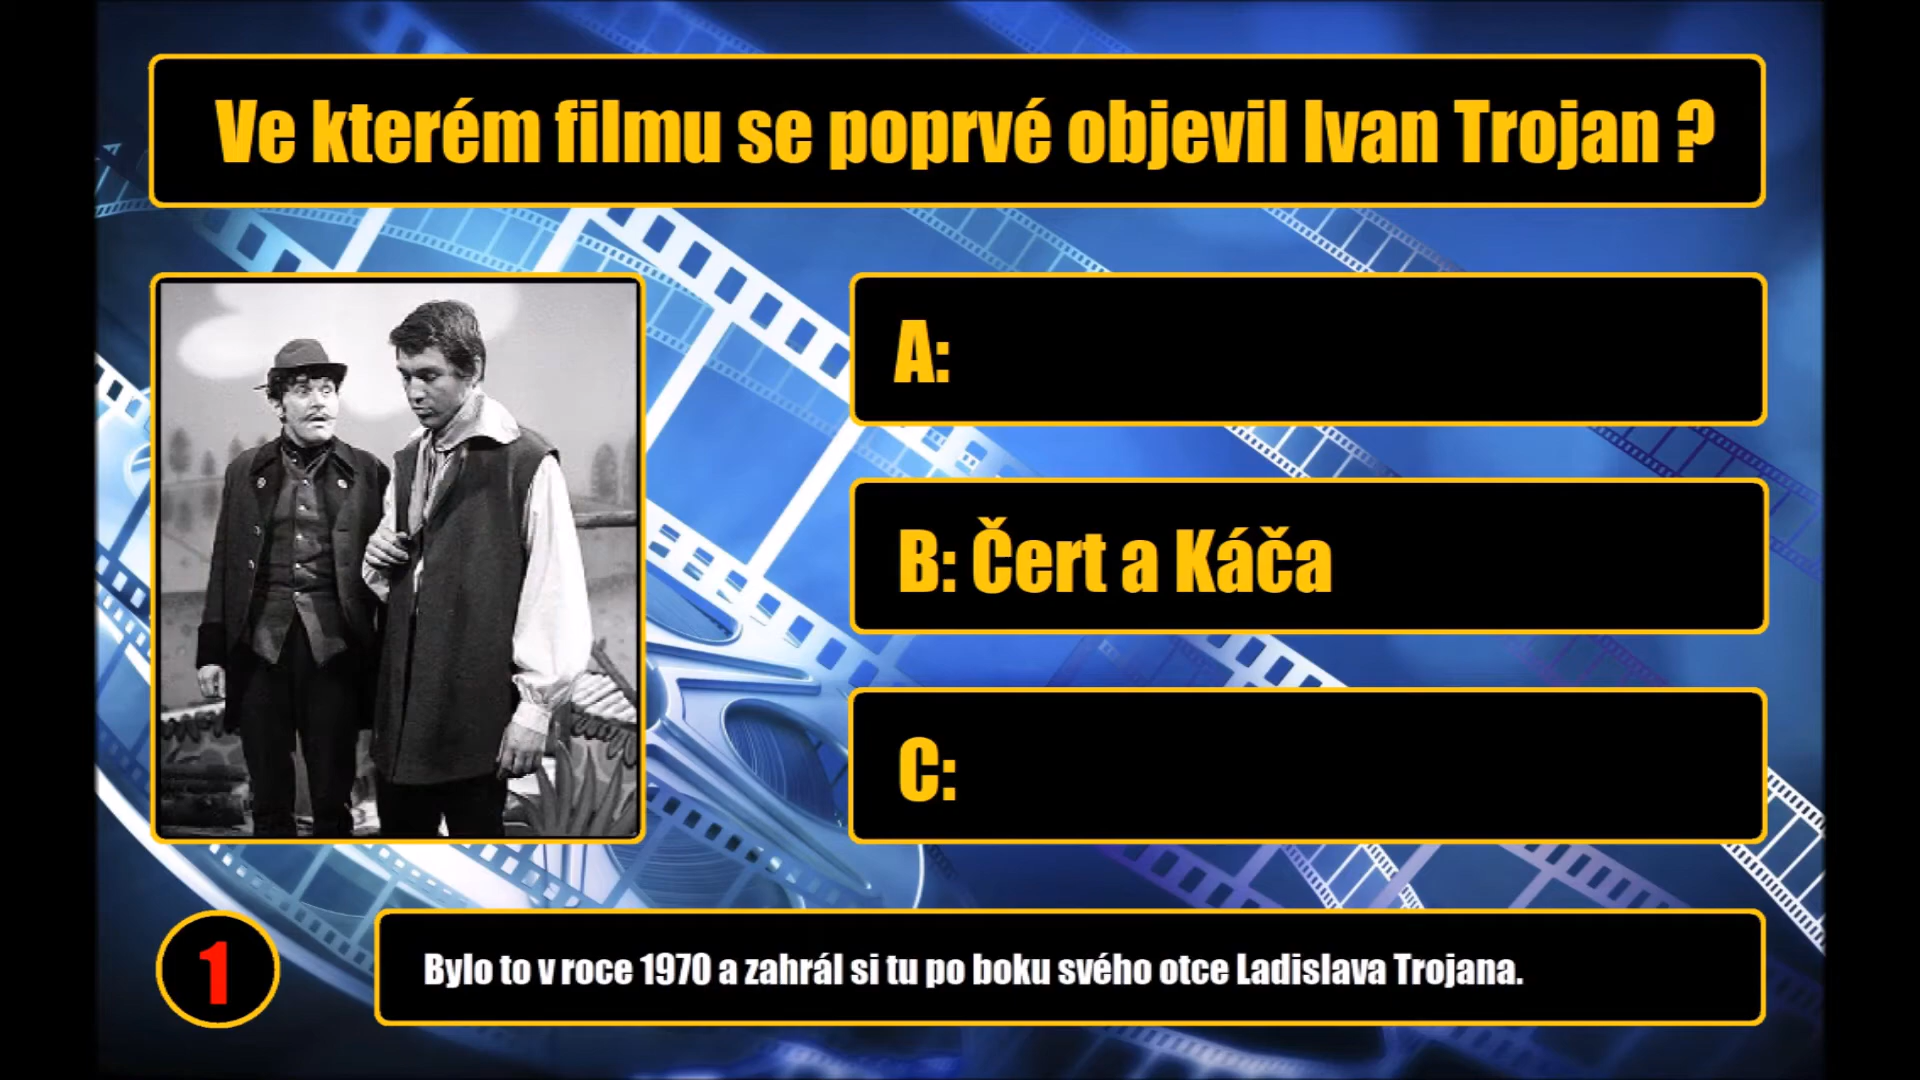 Ve kterém filmu se poprvé objevil Ivan Trojan ?
A:
B: Čert a Káča
C:
1
Bylo to v roce 1970 a zahrál si tu po boku svého otce Ladislava Trojana.